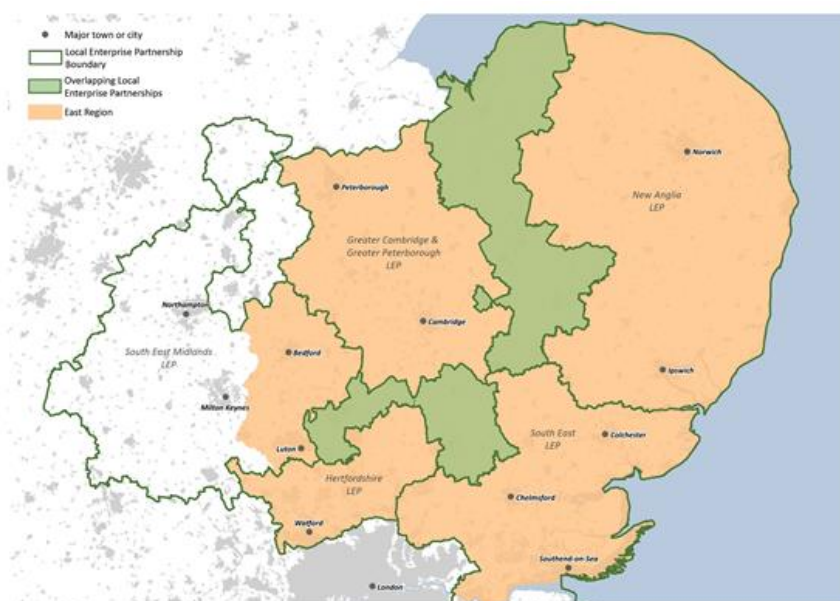 Major town or city
Local Enterprise Partnership
Boundary
Overlapping Local
Enterprise Partnerships
East Region
Norwich
New Anglia
LEP
Peterborough
Greater Cambridge &
Greater Peterborough
LEP
Northampton
Cambridge
South East Midlands
LEP
Bedford
Ipswich
Milton Keynes
South East
LEP
Colchester
Luton
Hertfordshire
LEP
Chelmsford
Watford
Southend-on-Sea
London